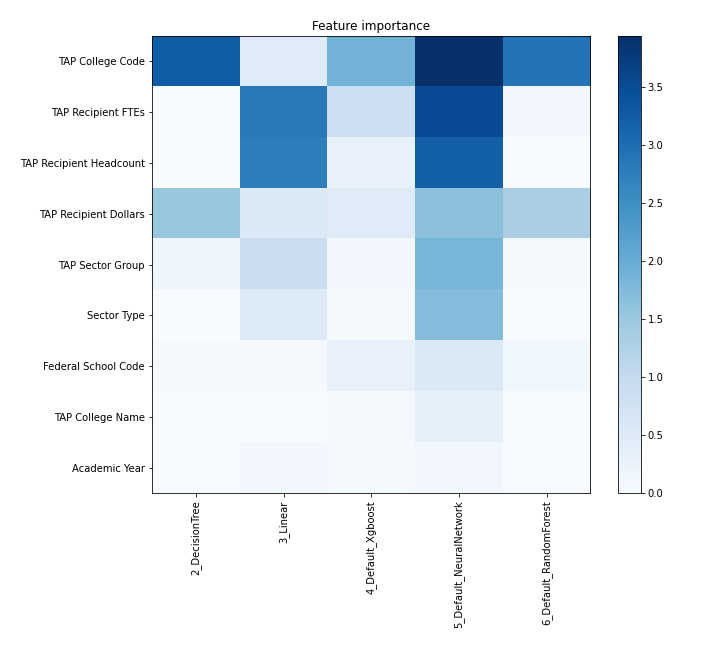 Feature importance
TAP College Code
TAP Recipient FTEs
TAP Recipient Headcount
TAP Recipient Dollars
TAP Sector Group
Sector Type
Federal School Code
TAP College Name
Academic Year
2_DecisionTree
3_Linear
4_Default_Xgboost
5_Default_NeuralNetwork
6_Default_RandomForest
3.5
3.0
2.5
2.0
1.5
1.0
0.5
0.0